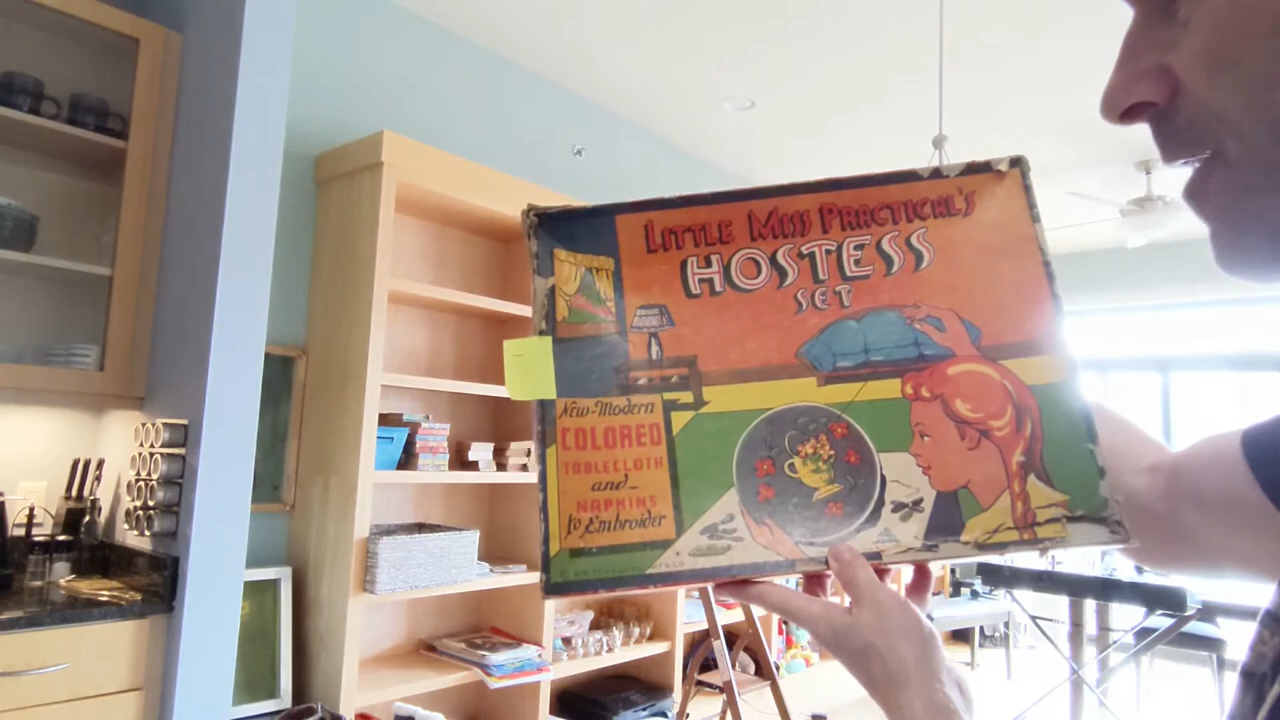 LITTLE MISS PRACTICAL'S
HOSTESS
SET
New-Modern
COLORED
TABLECLOTH
and
NAPKINS
to Embroider